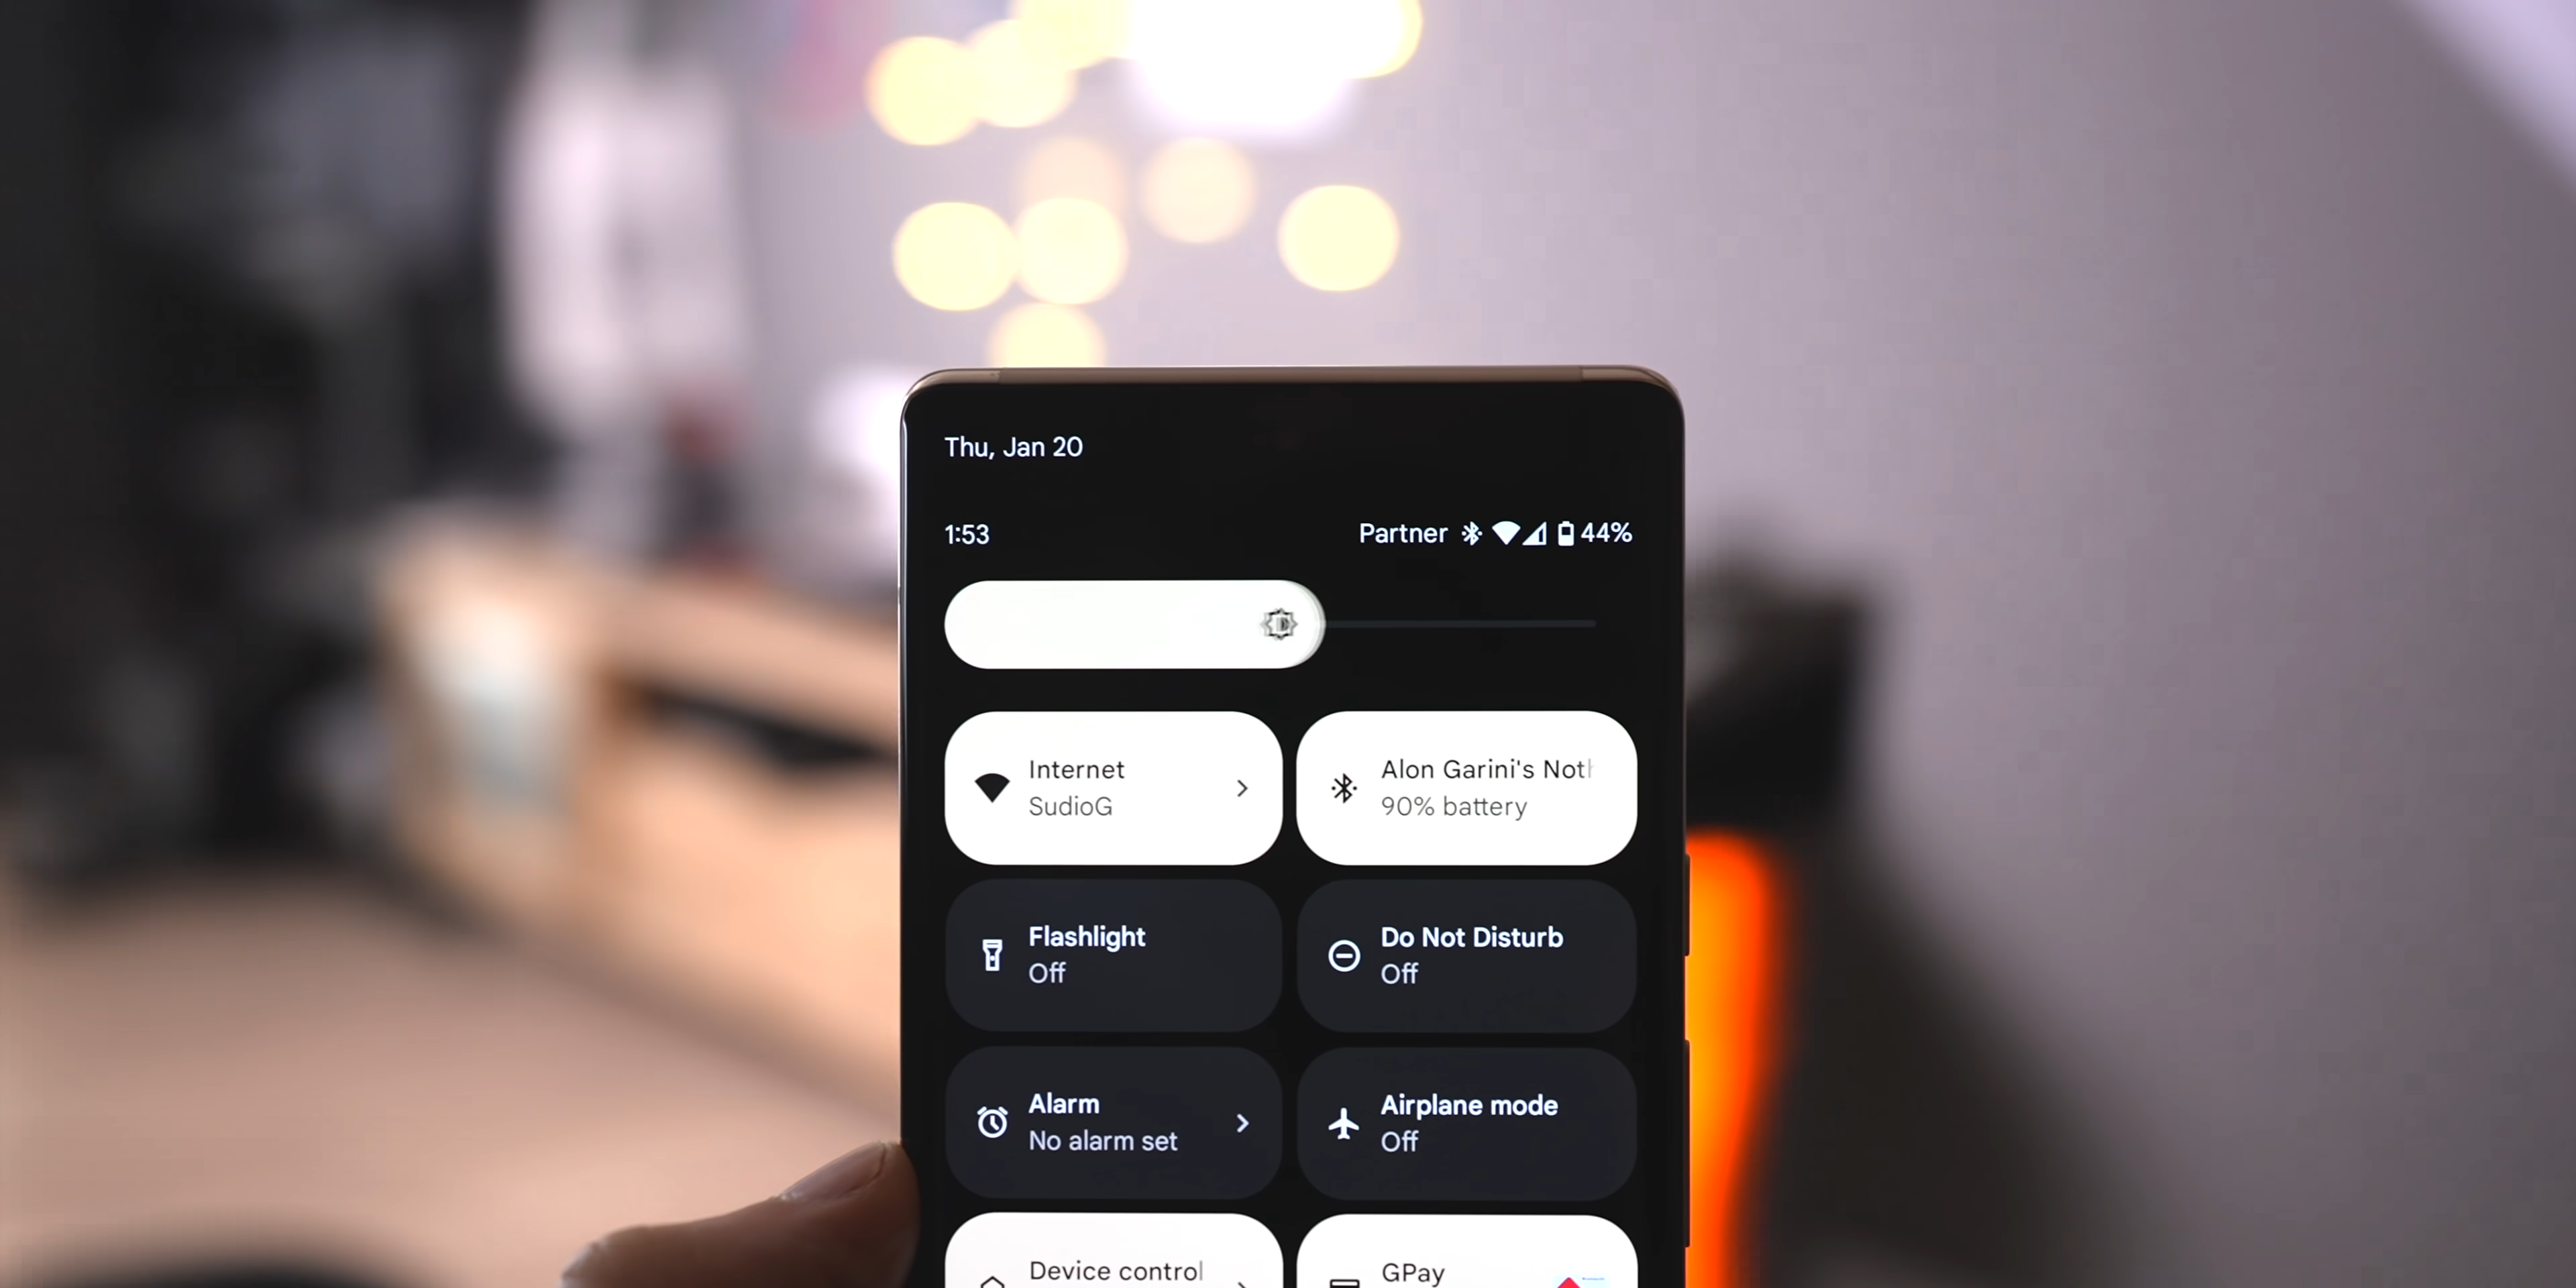 Thu, Jan 20
1:53
Partner 44%
Internet
SudioG
Alon Garini's Noth
90% battery
Flashlight
Off
Do Not Disturb
Off
Alarm
No alarm set
Airplane mode
Off
Device control
GPay